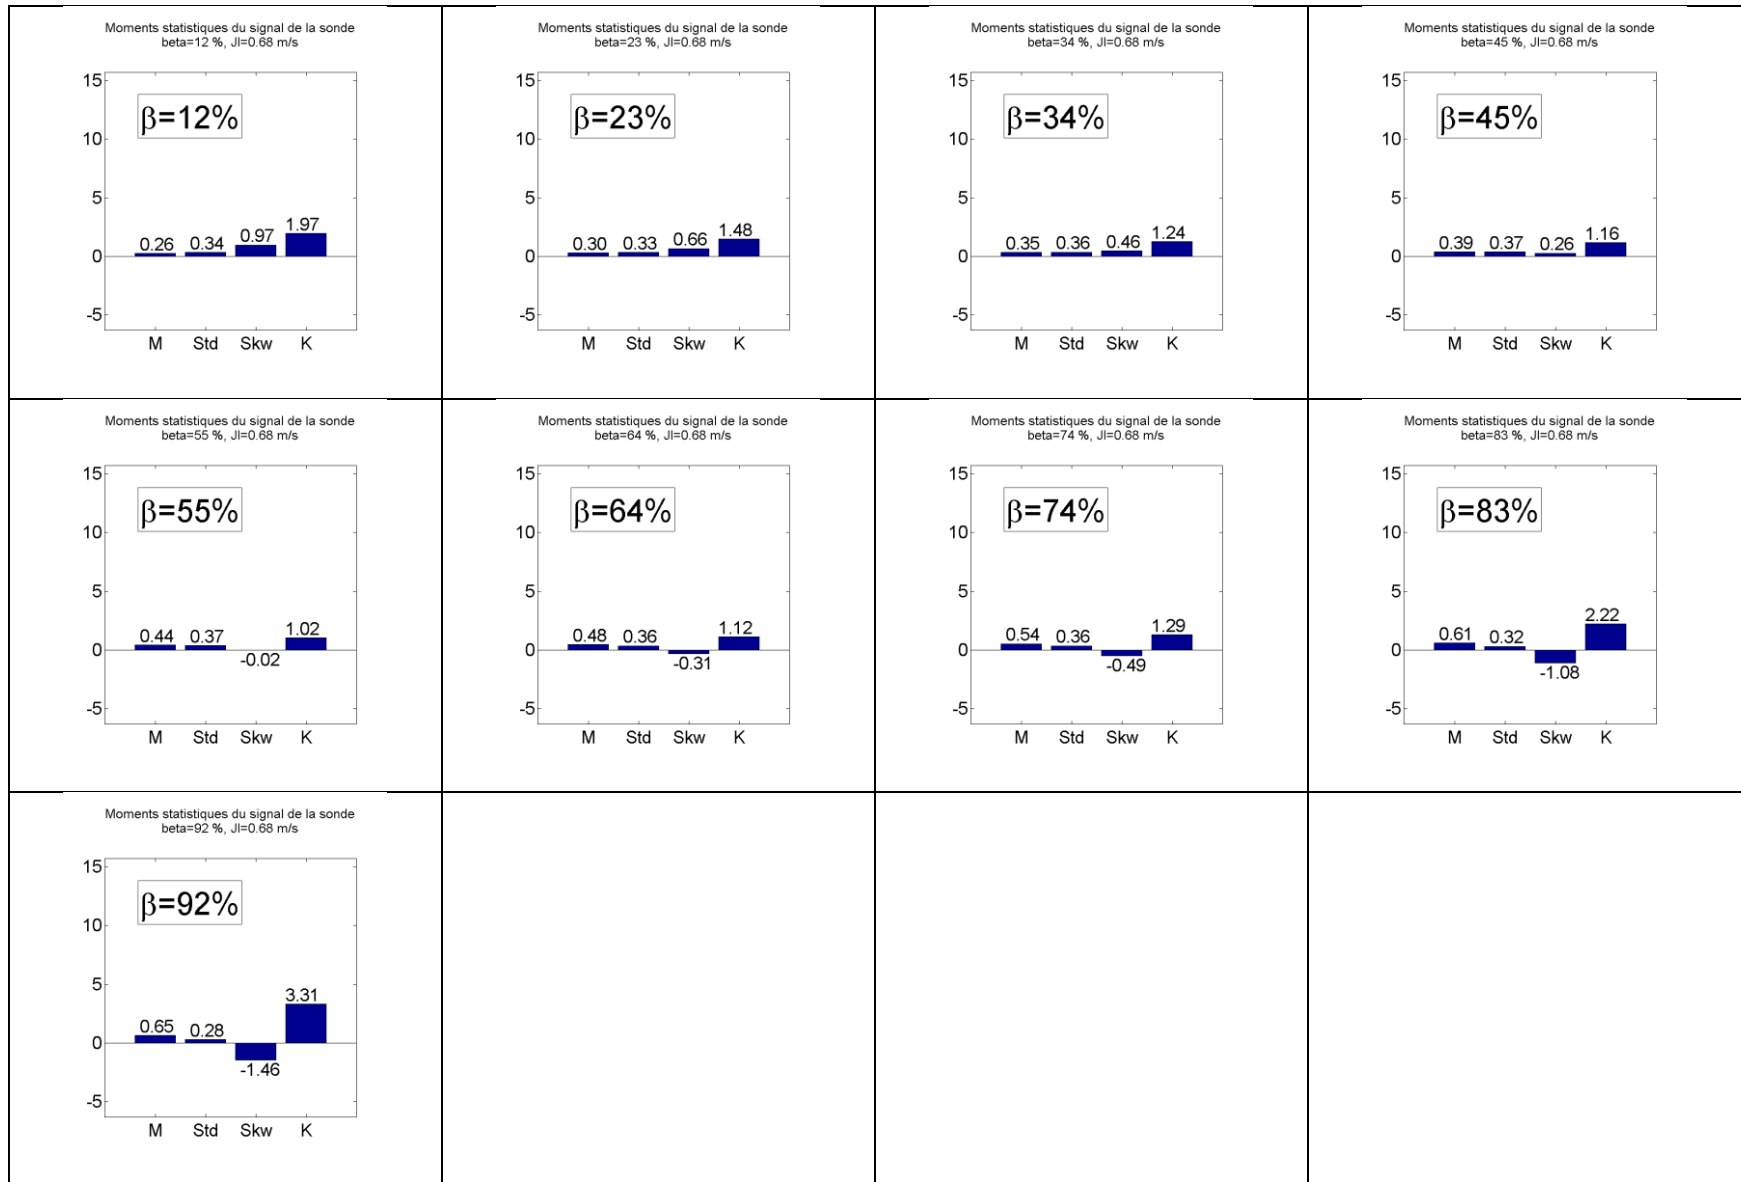 Moments statistiques du signal de la sonde
beta=12 %, Jl=0.68 m/s
15
β=12%
10
5
0.26 0.34 0.97 1.97
0
-5
M Std Skw K
Moments statistiques du signal de la sonde
beta=23 %, Jl=0.68 m/s
15
β=23%
10
5
0.30 0.33 0.66 1.48
0
-5
M Std Skw K
Moments statistiques du signal de la sonde
beta=34 %, Jl=0.68 m/s
15
β=34%
10
5
0.35 0.36 0.46 1.24
0
-5
M Std Skw K
Moments statistiques du signal de la sonde
beta=45 %, Jl=0.68 m/s
15
β=45%
10
5
0.39 0.37 0.26 1.16
0
-5
M Std Skw K
Moments statistiques du signal de la sonde
beta=55 %, Jl=0.68 m/s
15
β=55%
10
5
0.44 0.37 -0.02 1.02
0
-5
M Std Skw K
Moments statistiques du signal de la sonde
beta=64 %, Jl=0.68 m/s
15
β=64%
10
5
0.48 0.36 -0.31 1.12
0
-5
M Std Skw K
Moments statistiques du signal de la sonde
beta=74 %, Jl=0.68 m/s
15
β=74%
10
5
0.54 0.36 -0.49 1.29
0
-5
M Std Skw K
Moments statistiques du signal de la sonde
beta=83 %, Jl=0.68 m/s
15
β=83%
10
5
0.61 0.32 -1.08 2.22
0
-5
M Std Skw K
Moments statistiques du signal de la sonde
beta=92 %, Jl=0.68 m/s
15
β=92%
10
5
0.65 0.28 -1.46 3.31
0
-5
M Std Skw K